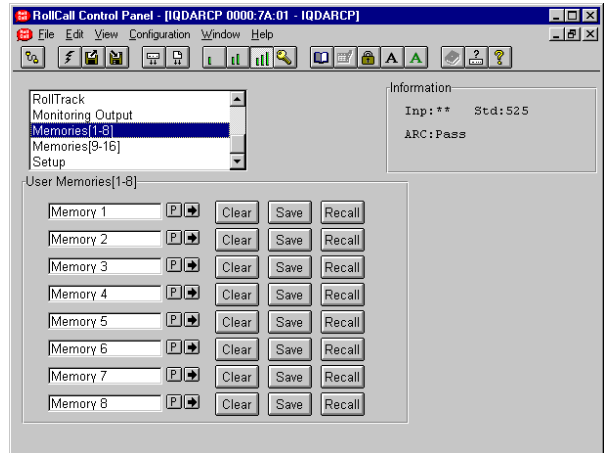 RollCall Control Panel - [IQDARCP 0000:7A:01 - IQDARCP]
File Edit View Configuration Window Help
A A
RollTrack
Monitoring Output
Memories[1-8]
Memories[9-16]
Setup
Information
Inp:** Std:525
ARC:Pass
User Memories[1-8]
Memory 1 P Clear Save Recall
Memory 2 P Clear Save Recall
Memory 3 P Clear Save Recall
Memory 4 P Clear Save Recall
Memory 5 P Clear Save Recall
Memory 6 P Clear Save Recall
Memory 7 P Clear Save Recall
Memory 8 P Clear Save Recall